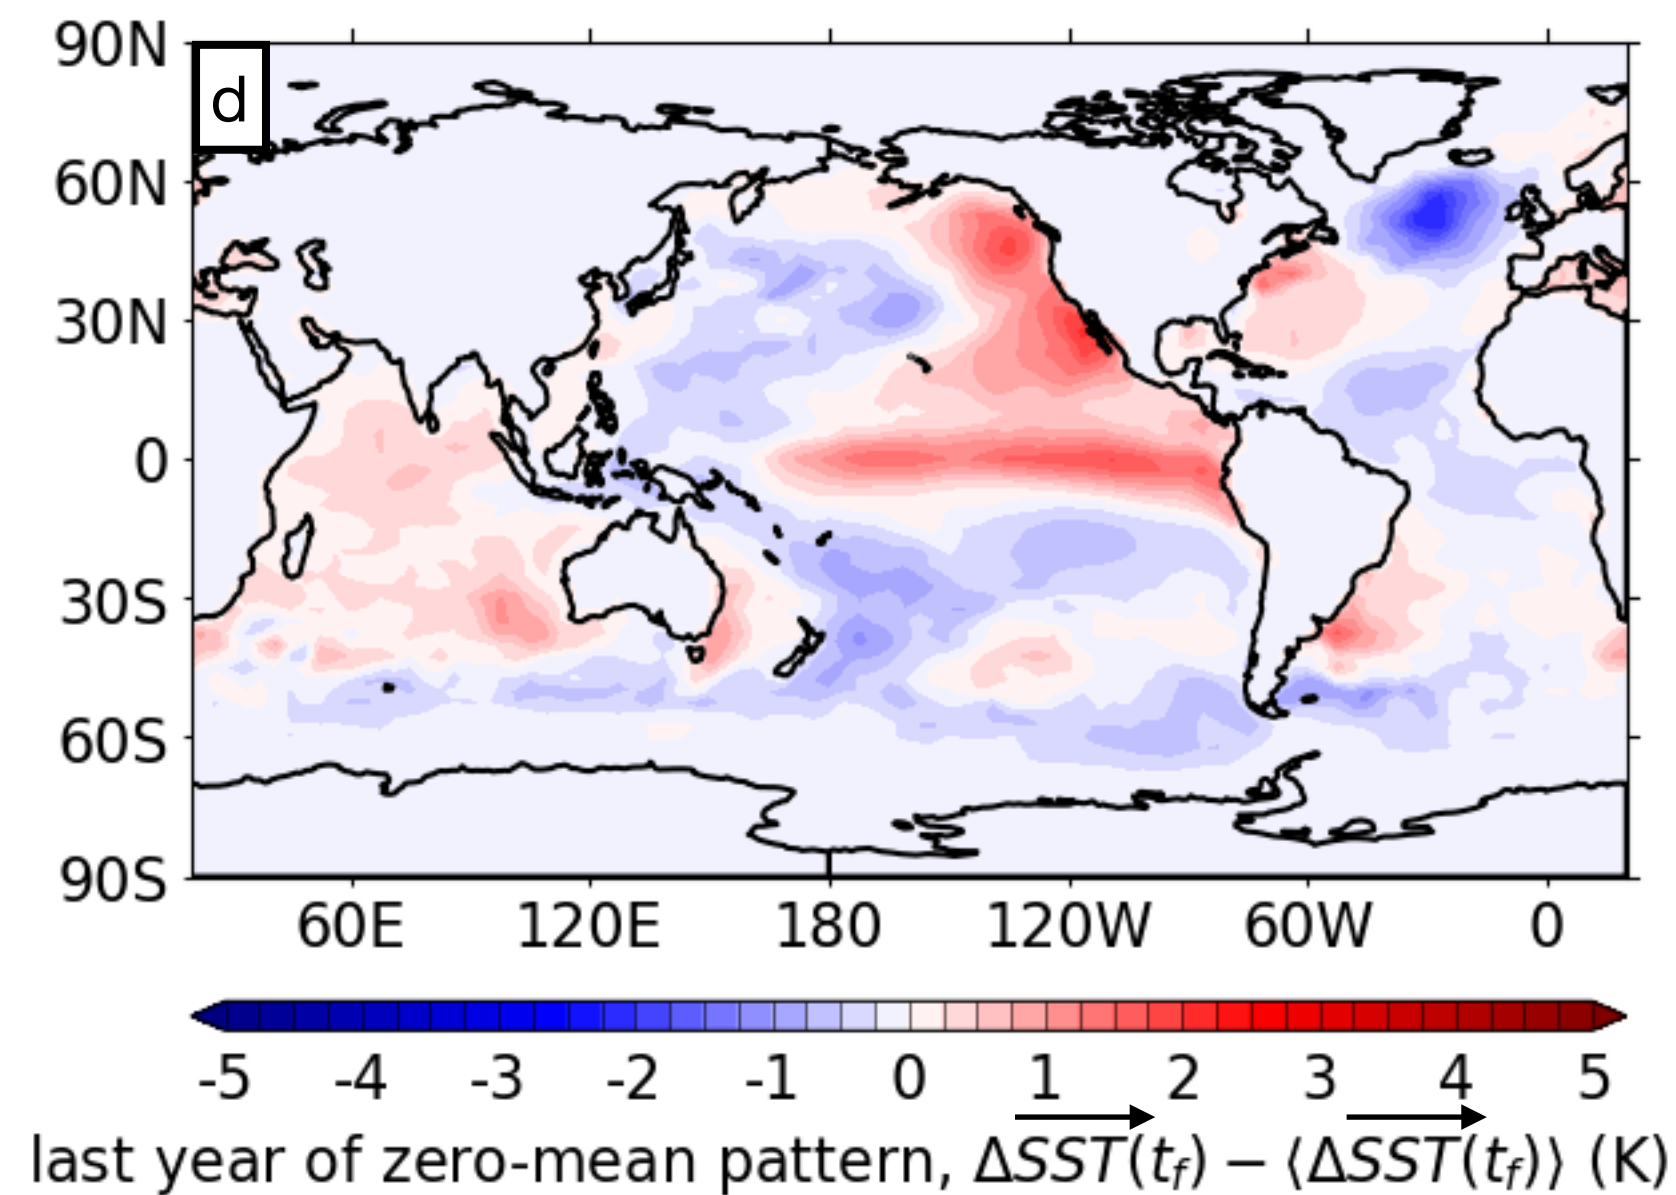 90N
d
60N
30N
0
30S
60S
90S
60E 120E 180 120W 60W 0
-5 -4 -3 -2 -1 0 1 2 3 4 5
last year of zero-mean pattern, ΔSST(t_f) − ⟨ΔSST(t_f)⟩ (K)